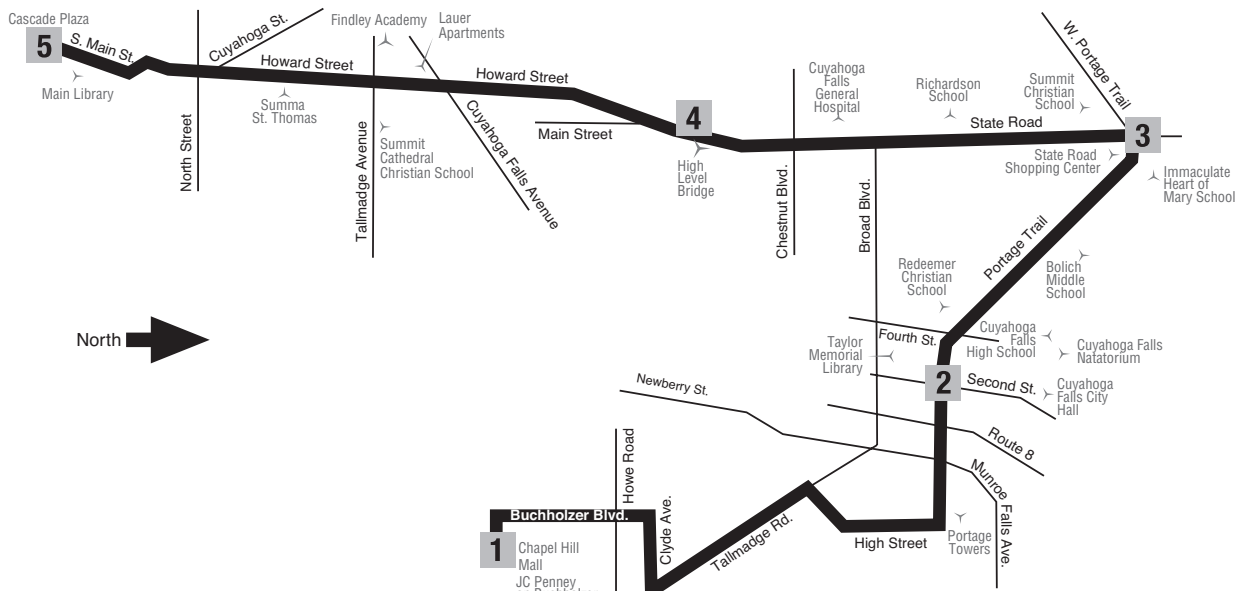 Cascade Plaza
5
S. Main St.
Main Library
Cuyahoga St.
Findley Academy
Lauer
Apartments
Howard Street
Howard Street
Summa
St. Thomas
North Street
Tallmadge Avenue
Summit
Cathedral
Christian School
Cuyahoga Falls Avenue
Main Street
4
High
Level
Bridge
Cuyahoga
Falls
General
Hospital
Richardson
School
Summit
Christian
School
W. Portage Trail
State Road
3
State Road
Shopping Center
Immaculate
Heart of
Mary School
Chestnut Blvd.
Broad Blvd.
Portage Trail
Redeemer
Christian
School
Bolich
Middle
School
North
Fourth St.
Cuyahoga
Falls
High School
Cuyahoga Falls
Natatorium
Taylor
Memorial
Library
2
Second St.
Cuyahoga
Falls City
Hall
Newberry St.
Route 8
Munroe Falls Ave.
Howe Road
Buchholzer Blvd.
Clyde Ave.
Tallmadge Rd.
High Street
Portage
Towers
1
Chapel Hill
Mall
JC Penney